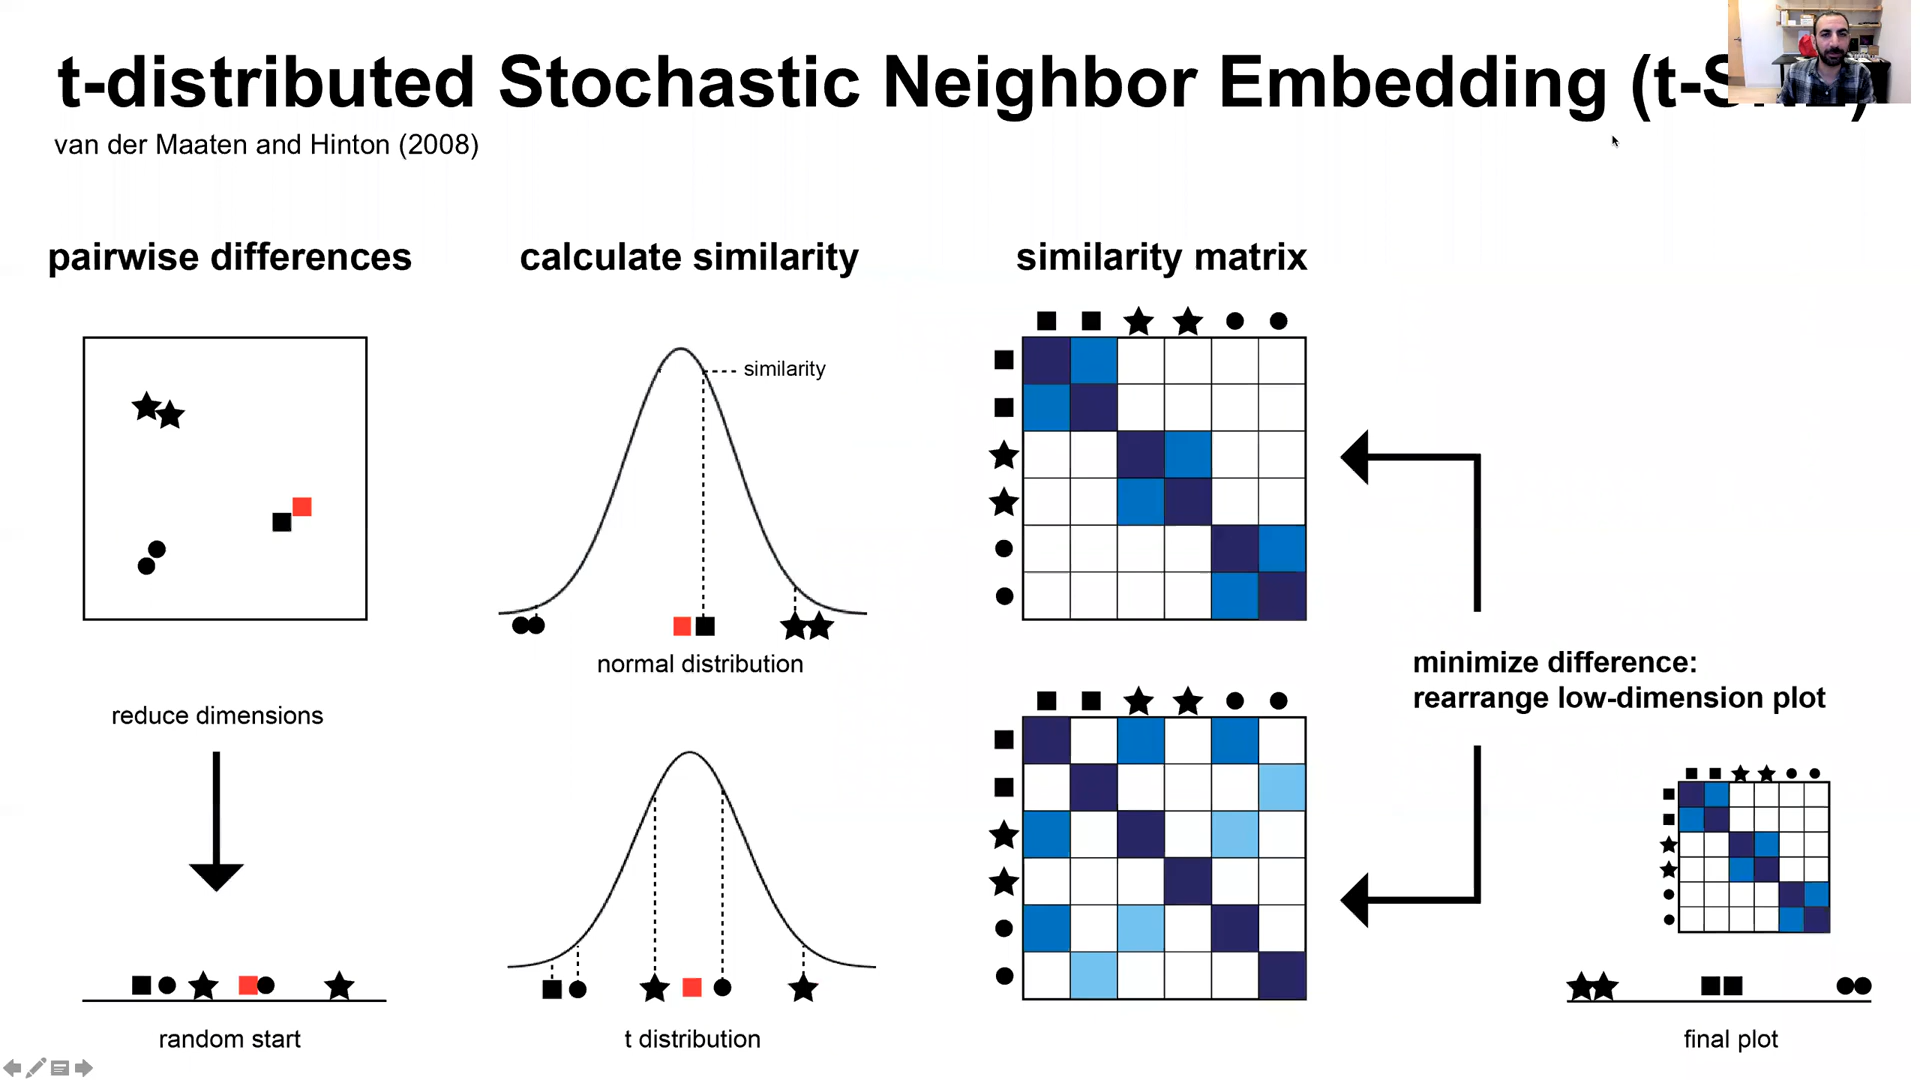 t-distributed Stochastic Neighbor Embedding (t-S
van der Maaten and Hinton (2008)
pairwise differences
calculate similarity
similarity matrix
similarity
normal distribution
reduce dimensions
minimize difference:
rearrange low-dimension plot
random start
t distribution
final plot